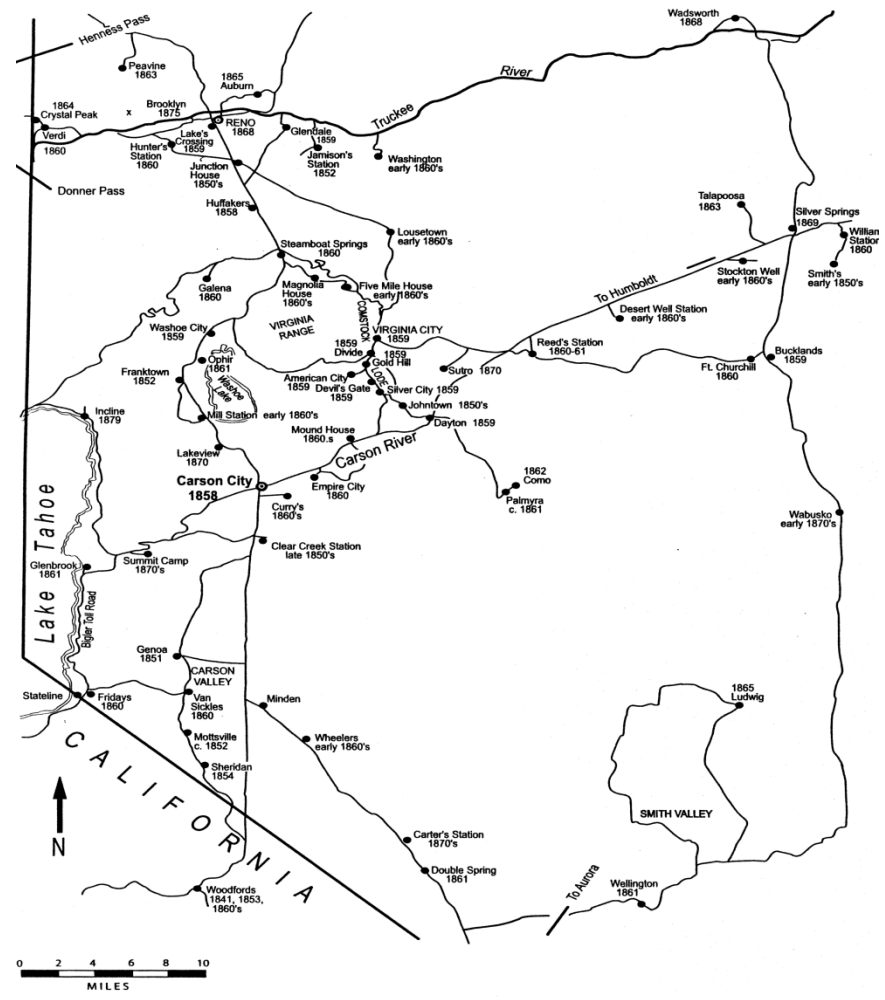 Henness Pass
Peavine
1863
1865
Auburn
Wadsworth
1868
River
Truckee
1864
Crystal Peak
Verdi
1860
x
Brooklyn
1875
RENO
1868
Lake's
Crossing
1859
Hunter's
Station
1860
Junction
House
1850's
Glendale
1859
Jamison's
Station
1852
Washington
early 1860's
Donner Pass
Huffakers
1858
Lousetown
early 1860's
Talapoosa
1863
Silver Springs
1869
William
Station
1860
Smith's
early 1850's
Stockton Well
early 1860's
To Humboldt
Desert Well Station
early 1860's
Steamboat Springs
1860
Galena
1860
Magnolia
House
1860's
Five Mile House
early 1860's
COMSTOCK
LODE
VIRGINIA
RANGE
Washoe City
1859
VIRGINIA CITY
1859
1859
Divide
1859
Gold Hill
Ophir
1861
Washoe
Lake
Franktown
1852
American City
Devil's Gate
1859
Silver City 1859
Sutro 1870
Reed's Station
1860-61
Ft. Churchill
1860
Bucklands
1859
Johntown 1850's
Dayton 1859
Incline
1879
Mill Station early 1860's
Mound House
1860.s
Carson River
Lakeview
1870
Carson City
1858
Empire City
1860
Curry's
1860's
1862
Como
Palmyra
c. 1861
Wabusko
early 1870's
Clear Creek Station
late 1850's
Lake Tahoe
Glenbrook
1861
Summit Camp
1870's
Bigler Toll Road
Genoa
1851
CARSON
VALLEY
Stateline
Fridays
1860
Van
Sickles
1860
Minden
Mottsville
c. 1852
Wheelers
early 1860's
1865
Ludwig
Sheridan
1854
CALIFORNIA
N
Carter's Station
1870's
Double Spring
1861
SMITH VALLEY
Woodfords
1841, 1853,
1860's
To Aurora
Wellington
1861
0 2 4 6 8 10
MILES